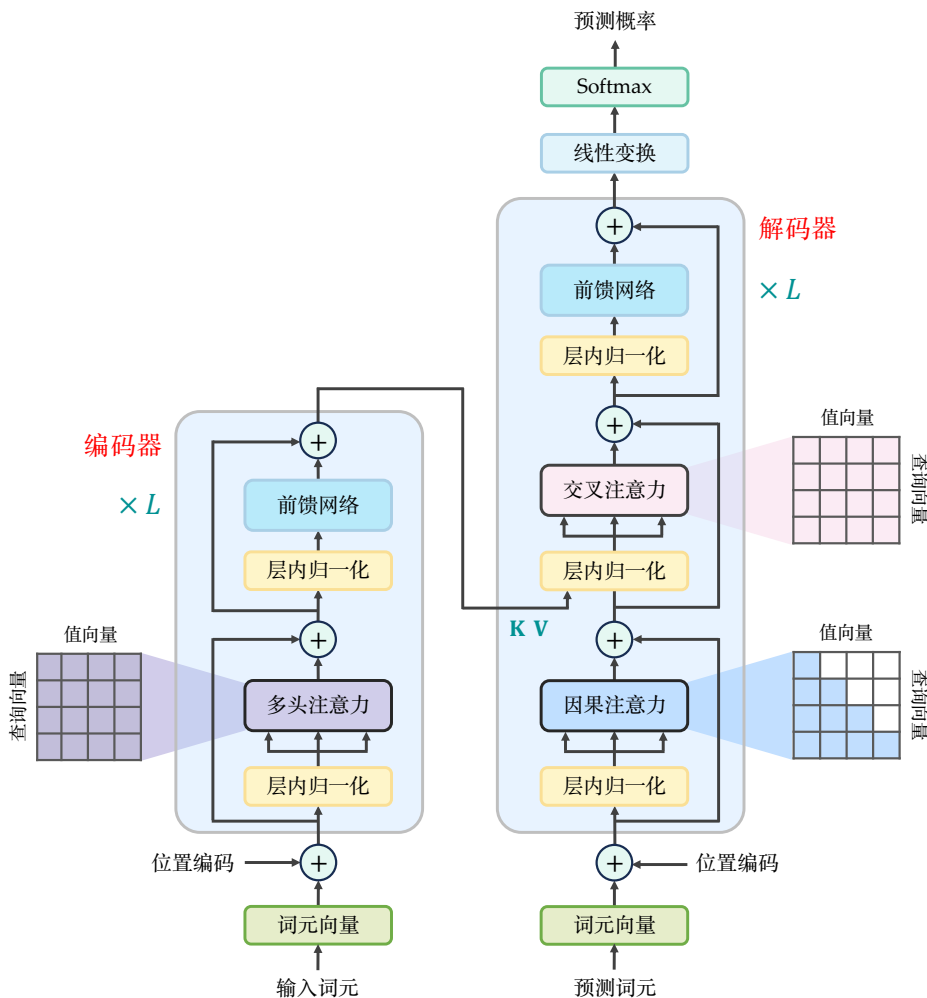 预测概率
Softmax
线性变换
解码器
× L
前馈网络
层内归一化
值向量
查询向量
交叉注意力
层内归一化
K V
值向量
查询向量
因果注意力
层内归一化
位置编码
词元向量
预测词元
编码器
× L
前馈网络
层内归一化
值向量
查询向量
多头注意力
层内归一化
位置编码
词元向量
输入词元